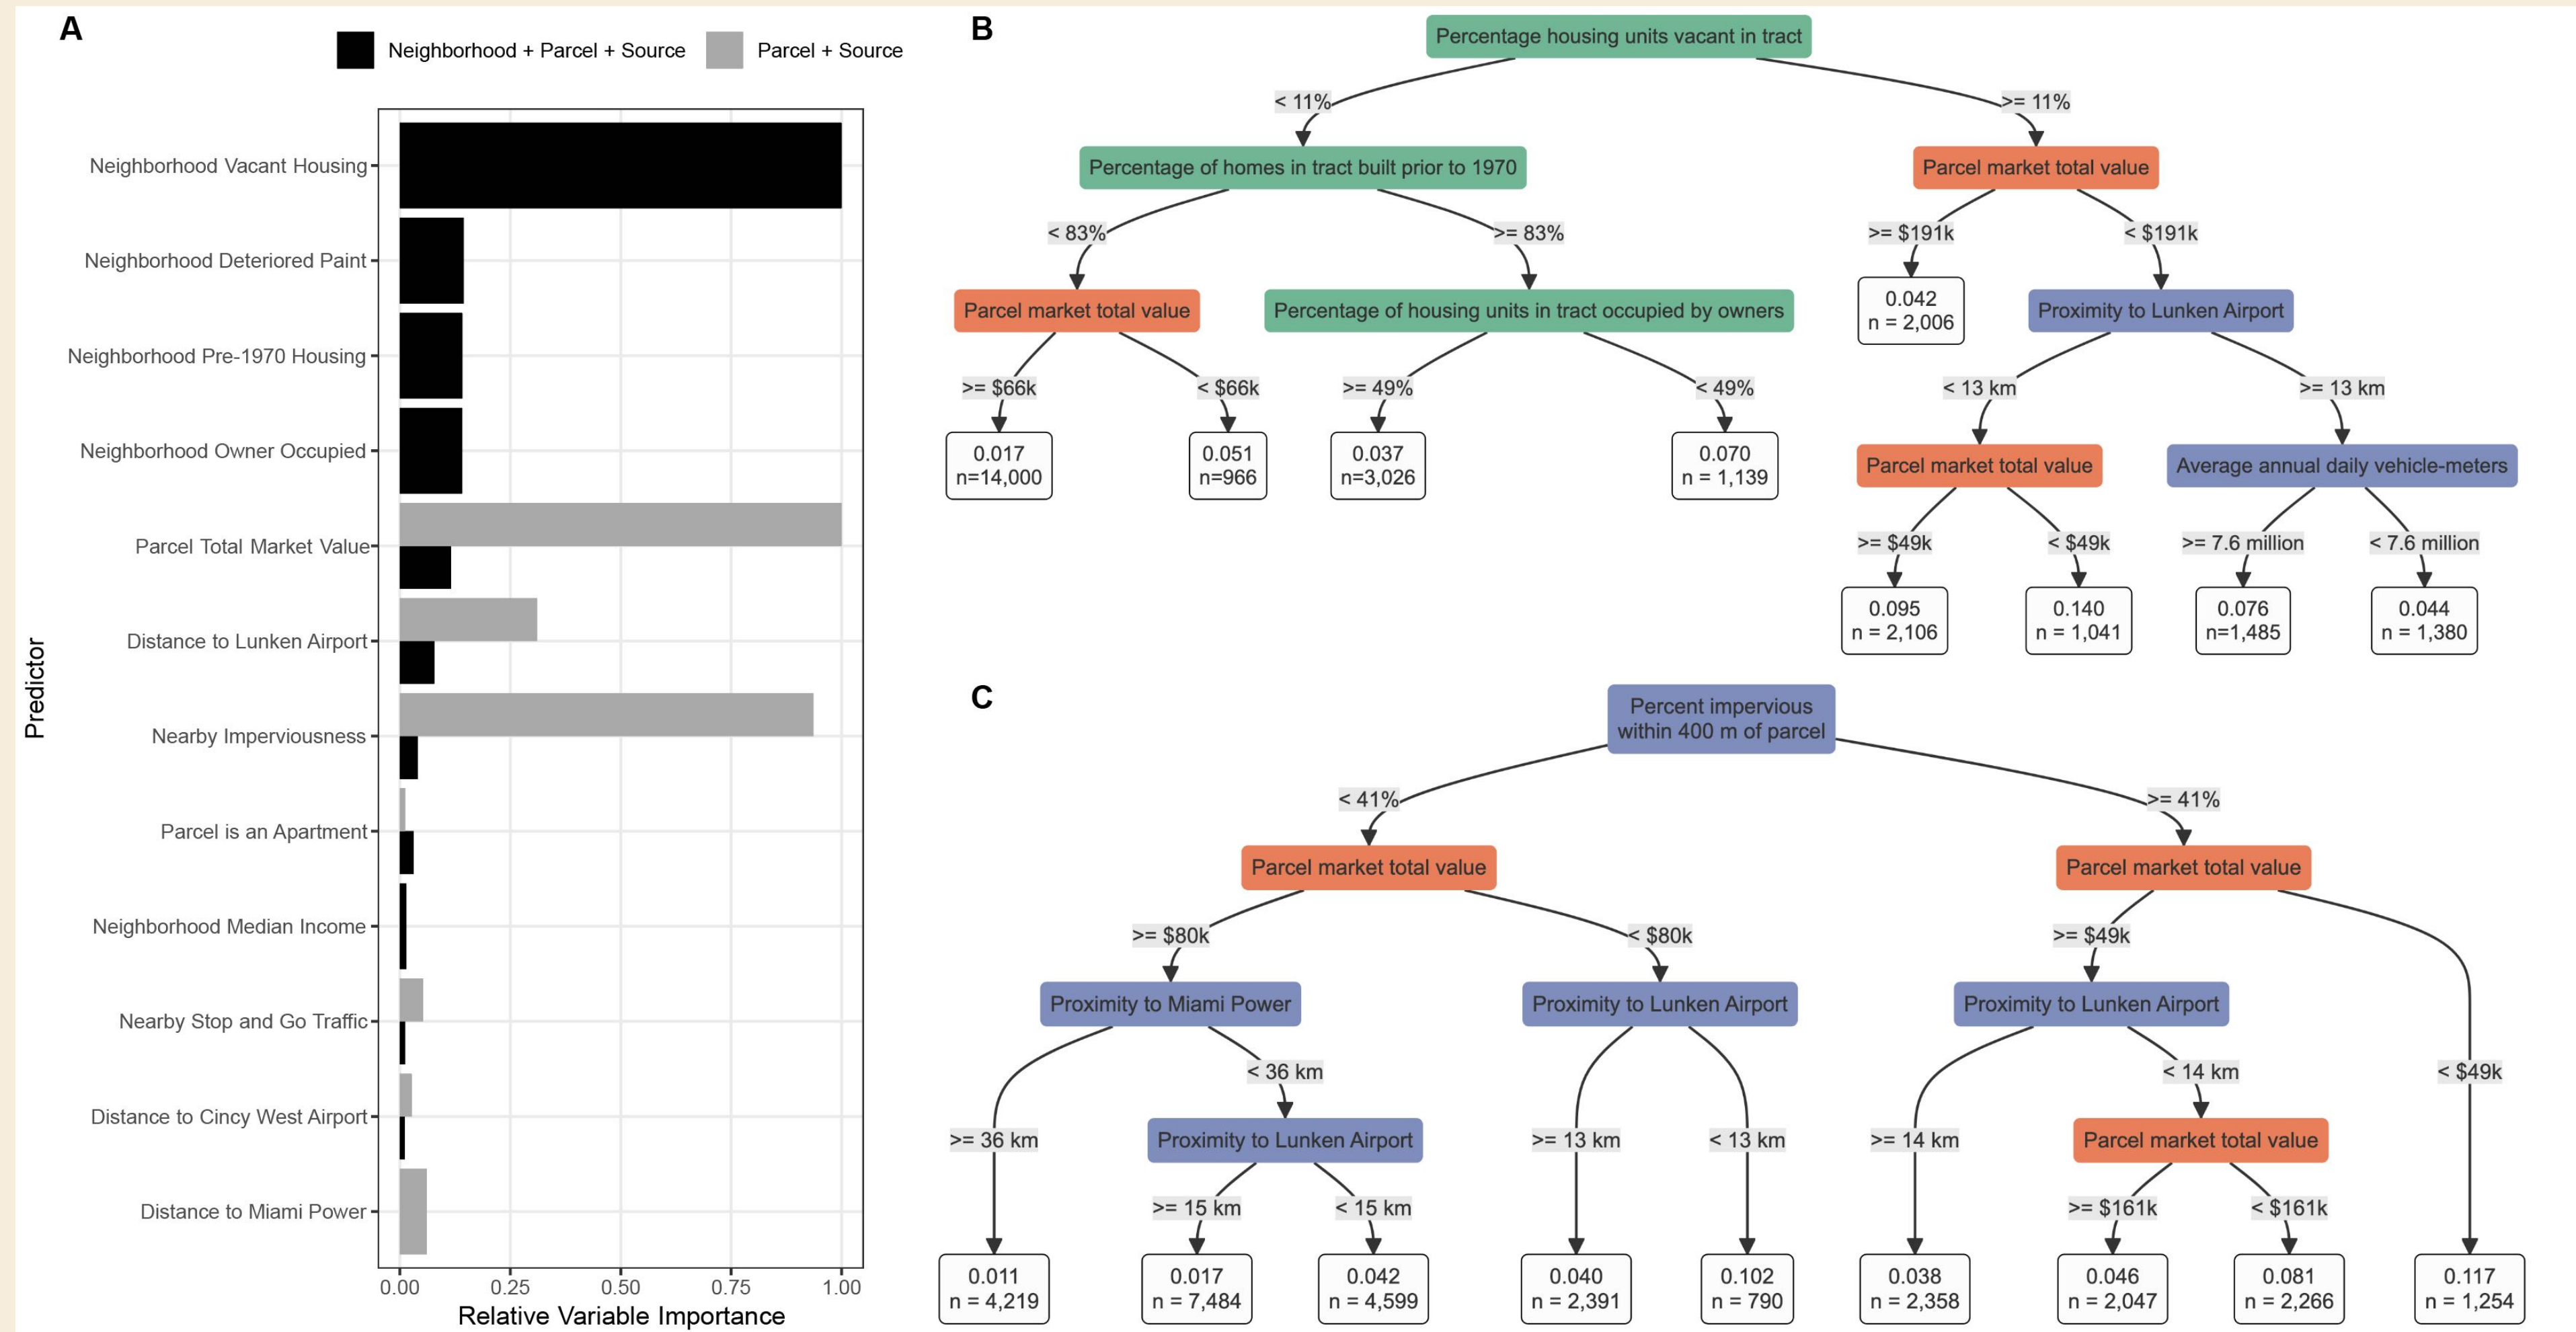 A
Neighborhood + Parcel + Source
Parcel + Source
Predictor
Neighborhood Vacant Housing
Neighborhood Deteriorated Paint
Neighborhood Pre-1970 Housing
Neighborhood Owner Occupied
Parcel Total Market Value
Distance to Lunken Airport
Nearby Imperviousness
Parcel is an Apartment
Neighborhood Median Income
Nearby Stop and Go Traffic
Distance to Cincy West Airport
Distance to Miami Power
0.00 0.25 0.50 0.75 1.00
Relative Variable Importance
B
Percentage housing units vacant in tract
< 11%
>= 11%
Percentage of homes in tract built prior to 1970
Parcel market total value
< 83%
>= 83%
>= $191k
< $191k
Parcel market total value
Percentage of housing units in tract occupied by owners
0.042
n = 2,006
Proximity to Lunken Airport
>= $66k
< $66k
>= 49%
< 49%
< 13 km
>= 13 km
0.017
n=14,000
0.051
n=966
0.037
n=3,026
0.070
n = 1,139
Parcel market total value
Average annual daily vehicle-meters
>= $49k
< $49k
>= 7.6 million
< 7.6 million
0.095
n = 2,106
0.140
n = 1,041
0.076
n=1,485
0.044
n = 1,380
C
Percent impervious
within 400 m of parcel
< 41%
>= 41%
Parcel market total value
Parcel market total value
>= $80k
< $80k
>= $49k
Proximity to Miami Power
Proximity to Lunken Airport
Proximity to Lunken Airport
< 36 km
< 14 km
< $49k
>= 36 km
Proximity to Lunken Airport
>= 13 km
< 13 km
>= 14 km
Parcel market total value
>= 15 km
< 15 km
>= $161k
< $161k
0.011
n = 4,219
0.017
n = 7,484
0.042
n = 4,599
0.040
n = 2,391
0.102
n = 790
0.038
n = 2,358
0.046
n = 2,047
0.081
n = 2,266
0.117
n = 1,254